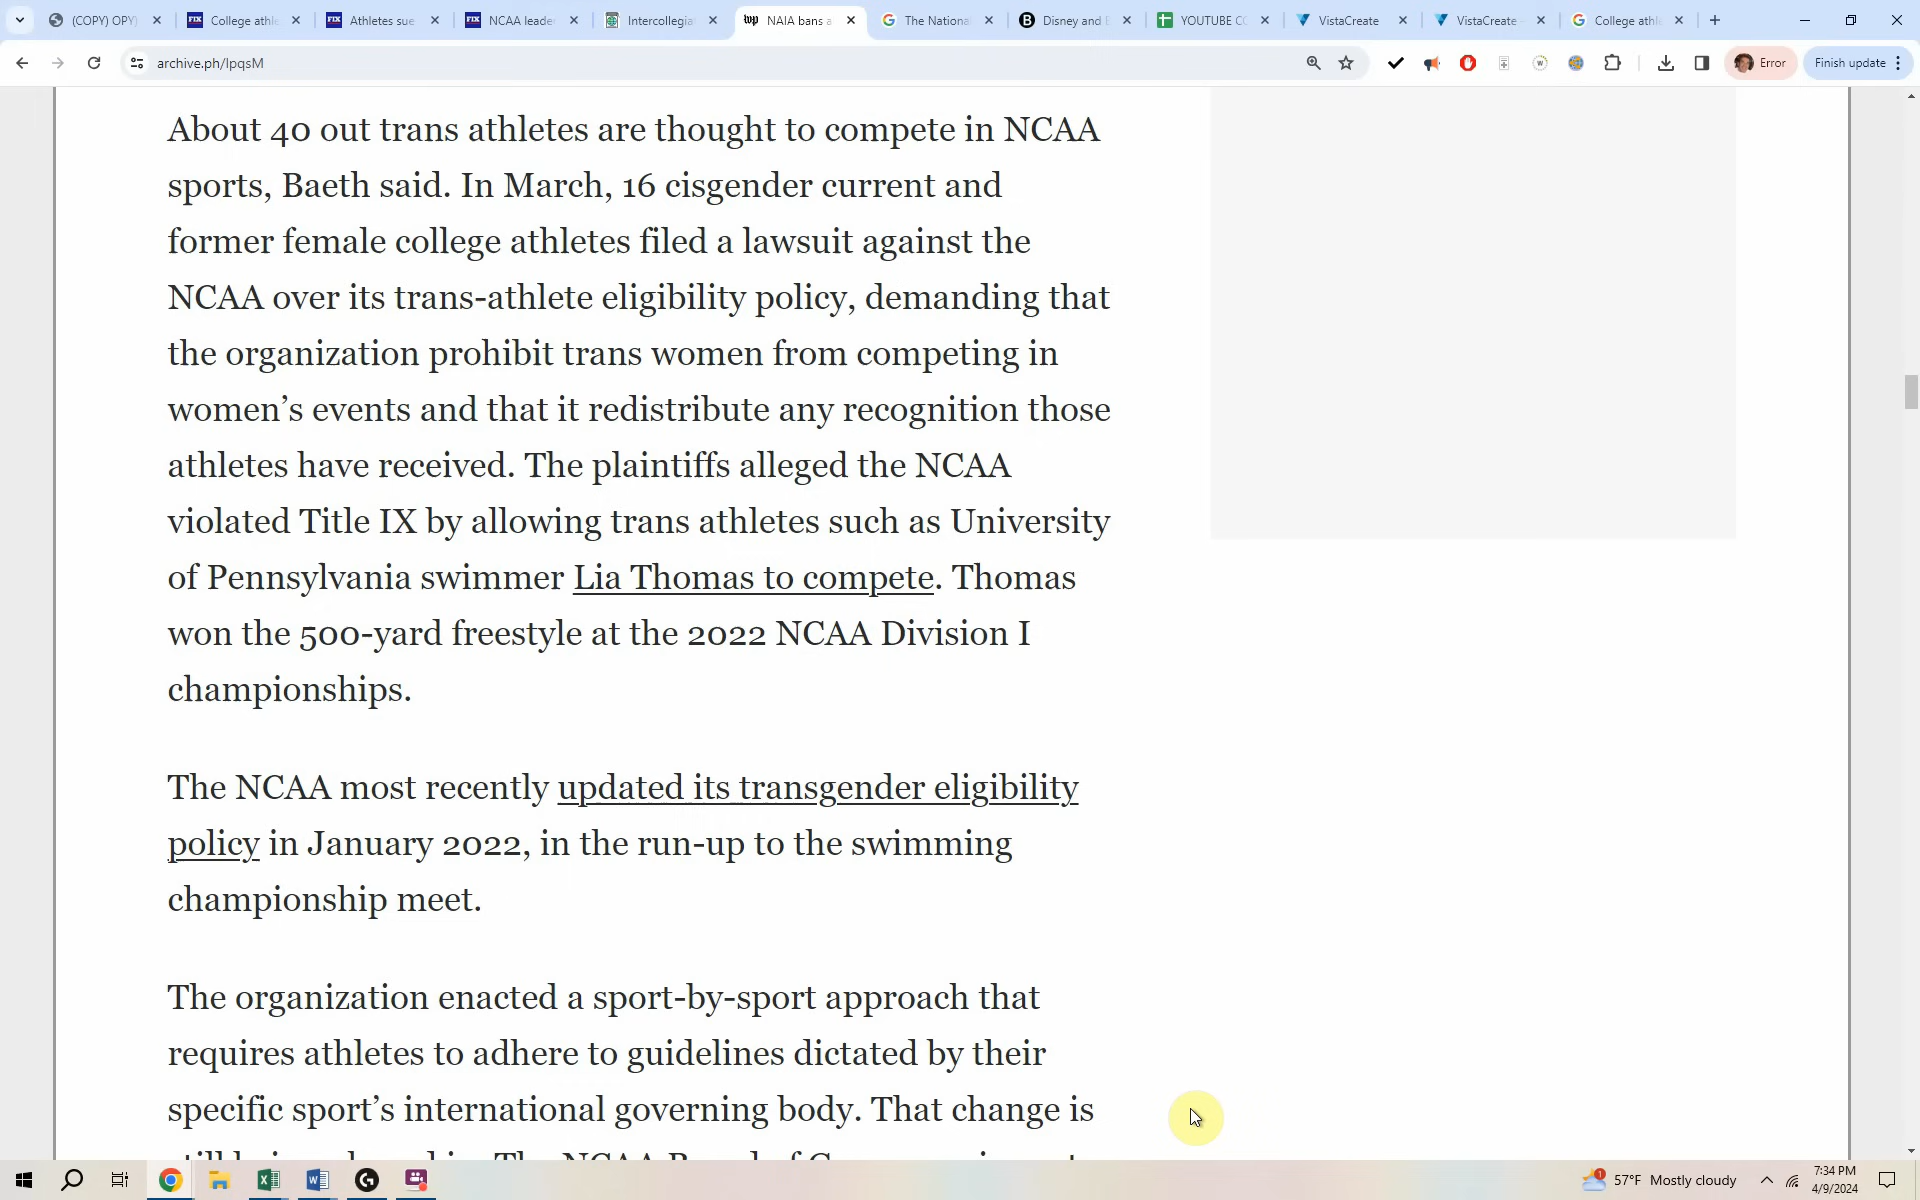 (COPY) OPY)
College athle
Athletes sue
NCAA leade
Intercollegia
NAIA bans a
The Nationa
Disney and E
YOUTUBE CC
VistaCreate
VistaCreate -
College athl
archive.ph/lpqsM
Error
Finish update
About 40 out trans athletes are thought to compete in NCAA
sports, Baeth said. In March, 16 cisgender current and
former female college athletes filed a lawsuit against the
NCAA over its trans-athlete eligibility policy, demanding that
the organization prohibit trans women from competing in
women's events and that it redistribute any recognition those
athletes have received. The plaintiffs alleged the NCAA
violated Title IX by allowing trans athletes such as University
of Pennsylvania swimmer Lia Thomas to compete. Thomas
won the 500-yard freestyle at the 2022 NCAA Division I
championships.
The NCAA most recently updated its transgender eligibility
policy in January 2022, in the run-up to the swimming
championship meet.
The organization enacted a sport-by-sport approach that
requires athletes to adhere to guidelines dictated by their
specific sport's international governing body. That change is
57°F Mostly cloudy
7:34 PM
4/9/2024